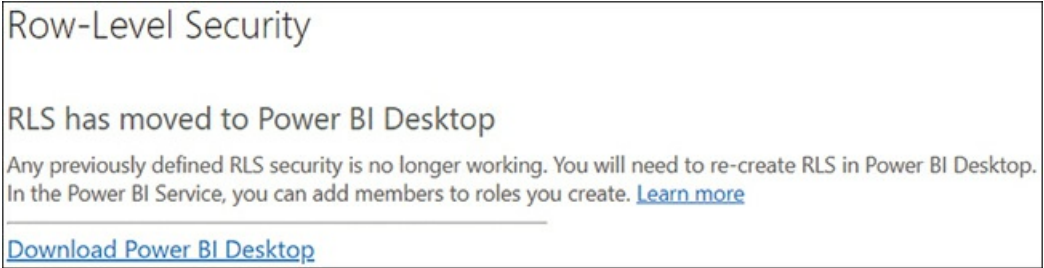 Row-Level Security
RLS has moved to Power BI Desktop
Any previously defined RLS security is no longer working. You will need to re-create RLS in Power BI Desktop.
In the Power BI Service, you can add members to roles you create. Learn more
Download Power BI Desktop